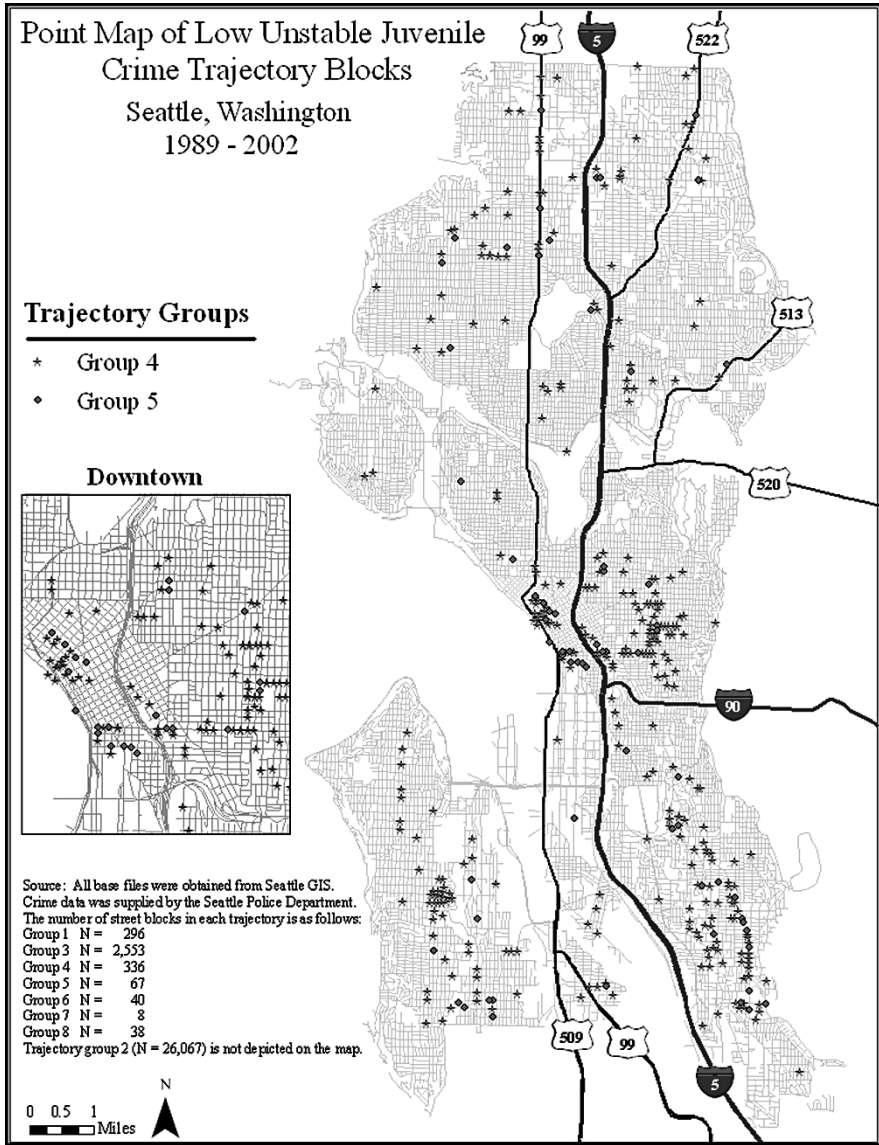 Point Map of Low Unstable Juvenile
Crime Trajectory Blocks
Seattle, Washington
1989 - 2002
99
5
522
513
Trajectory Groups
Group 4
Group 5
Downtown
520
90
Source: All base files were obtained from Seattle GIS.
Crime data was supplied by the Seattle Police Department.
The number of street blocks in each trajectory is as follows:
Group 1 N = 296
Group 3 N = 2,553
Group 4 N = 336
Group 5 N = 67
Group 6 N = 40
Group 7 N = 8
Group 8 N = 38
Trajectory group 2 (N = 26,067) is not depicted on the map.
509
99
5
N
0 0.5 1
Miles